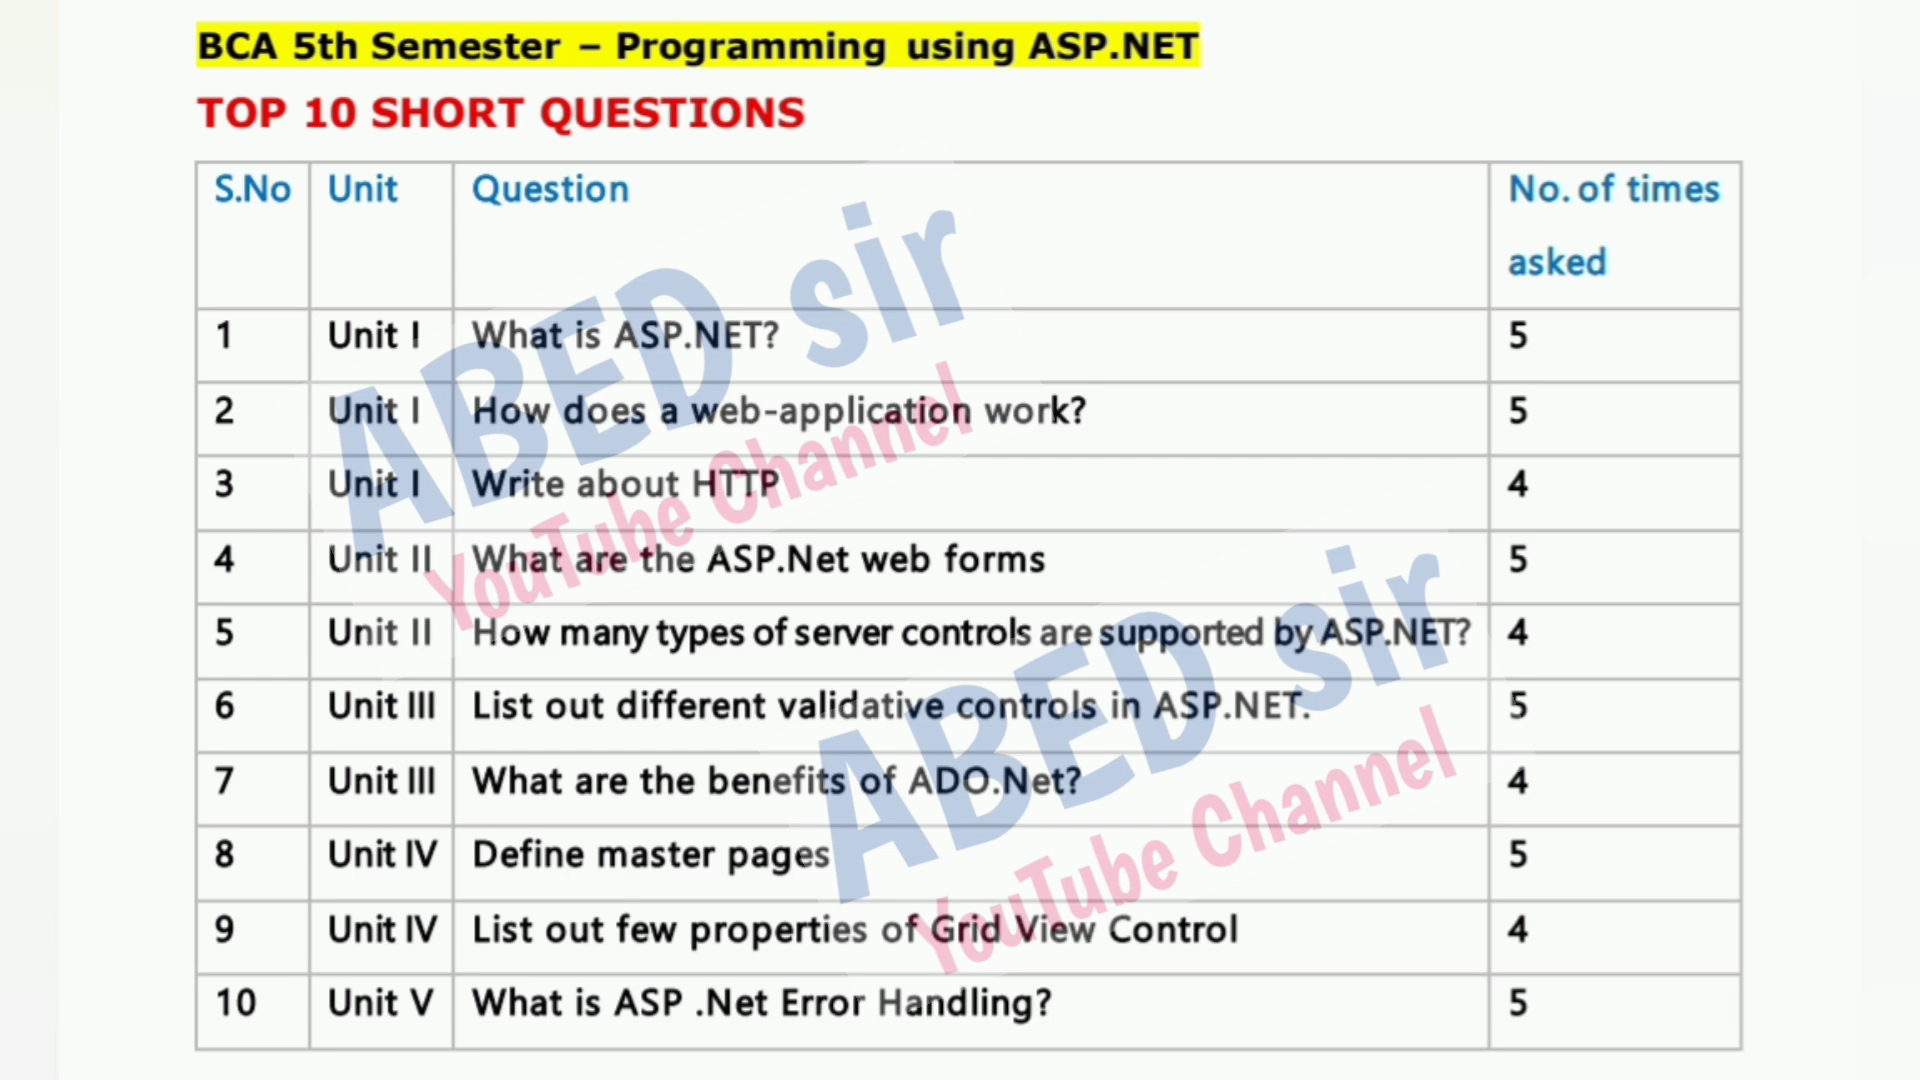 BCA 5th Semester – Programming using ASP.NET
TOP 10 SHORT QUESTIONS
S.No Unit Question No. of times asked
1 Unit I What is ASP.NET? 5
2 Unit I How does a web-application work? 5
3 Unit I Write about HTTP 4
4 Unit II What are the ASP.Net web forms 5
5 Unit II How many types of server controls are supported by ASP.NET? 4
6 Unit III List out different validative controls in ASP.NET. 5
7 Unit III What are the benefits of ADO.Net? 4
8 Unit IV Define master pages 5
9 Unit IV List out few properties of Grid View Control 4
10 Unit V What is ASP .Net Error Handling? 5
ABED sir
YouTube Channel
ABED sir
YouTube Channel